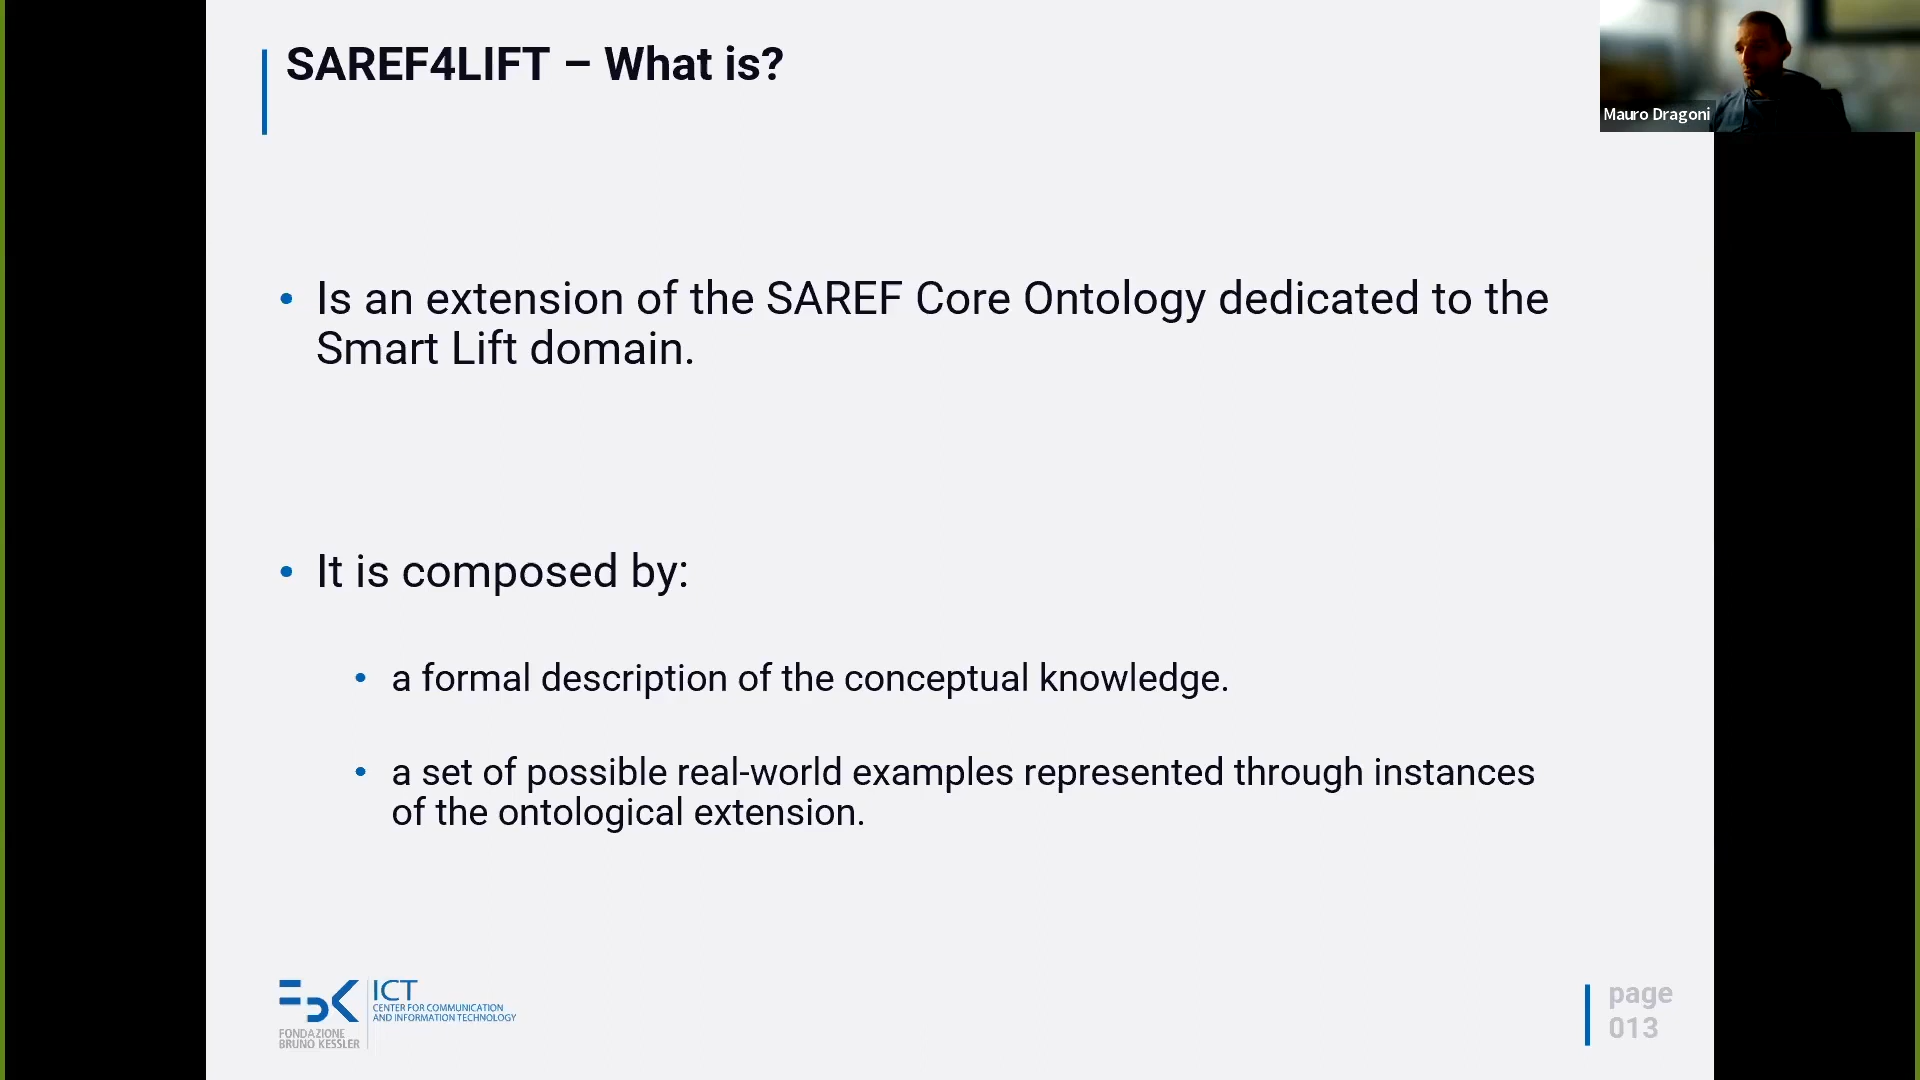 SAREF4LIFT – What is?
Mauro Dragoni
• Is an extension of the SAREF Core Ontology dedicated to the
Smart Lift domain.
• It is composed by:
• a formal description of the conceptual knowledge.
• a set of possible real-world examples represented through instances
of the ontological extension.
FBK
FONDAZIONE
BRUNO KESSLER
ICT
CENTER FOR COMMUNICATION
AND INFORMATION TECHNOLOGY
page
013